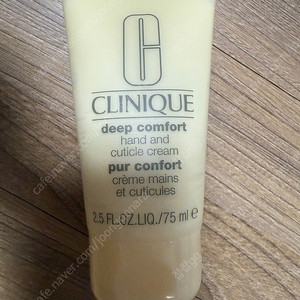 C
CLINIQUE
deep comfort
hand and
cuticle cream
pur confort
crème mains
et cuticules
2.5 FL.OZ.LIQ./75 ml e